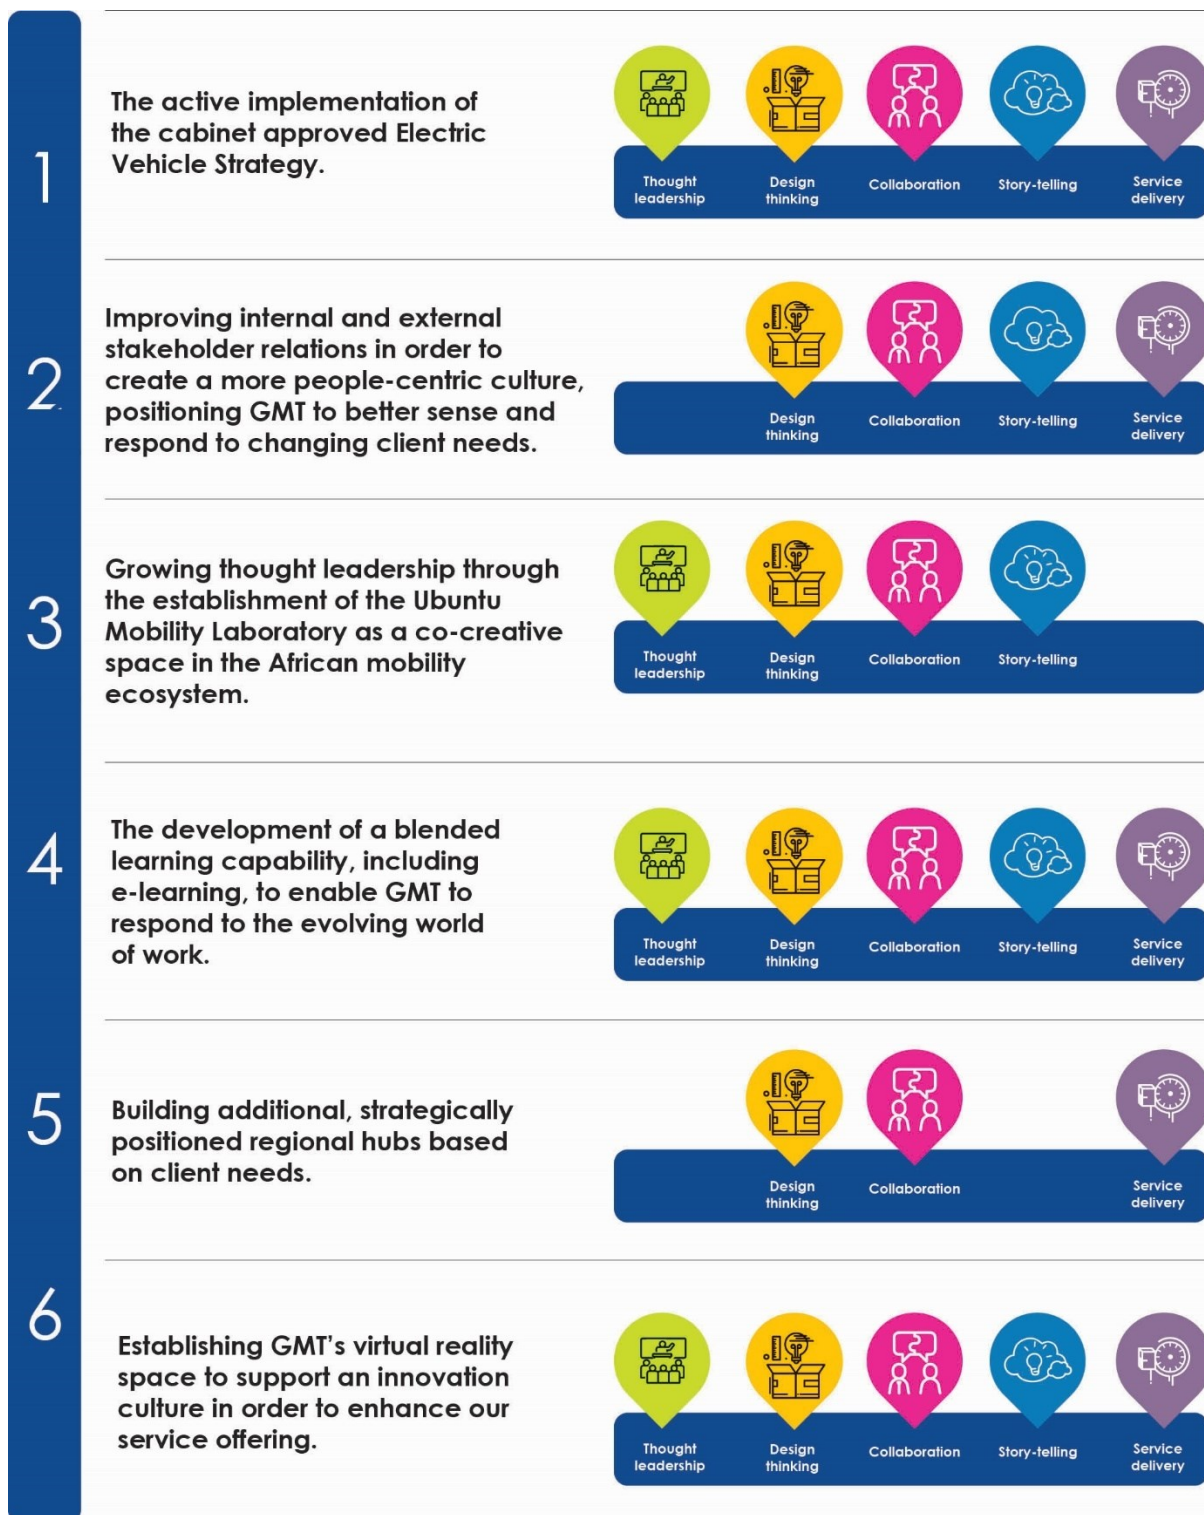 1
The active implementation of
the cabinet approved Electric
Vehicle Strategy.
Thought
leadership
Design
thinking
Collaboration
Story-telling
Service
delivery
2
Improving internal and external
stakeholder relations in order to
create a more people-centric culture,
positioning GMT to better sense and
respond to changing client needs.
Design
thinking
Collaboration
Story-telling
Service
delivery
3
Growing thought leadership through
the establishment of the Ubuntu
Mobility Laboratory as a co-creative
space in the African mobility
ecosystem.
Thought
leadership
Design
thinking
Collaboration
Story-telling
4
The development of a blended
learning capability, including
e-learning, to enable GMT to
respond to the evolving world
of work.
Thought
leadership
Design
thinking
Collaboration
Story-telling
Service
delivery
5
Building additional, strategically
positioned regional hubs based
on client needs.
Design
thinking
Collaboration
Service
delivery
6
Establishing GMT’s virtual reality
space to support an innovation
culture in order to enhance our
service offering.
Thought
leadership
Design
thinking
Collaboration
Story-telling
Service
delivery